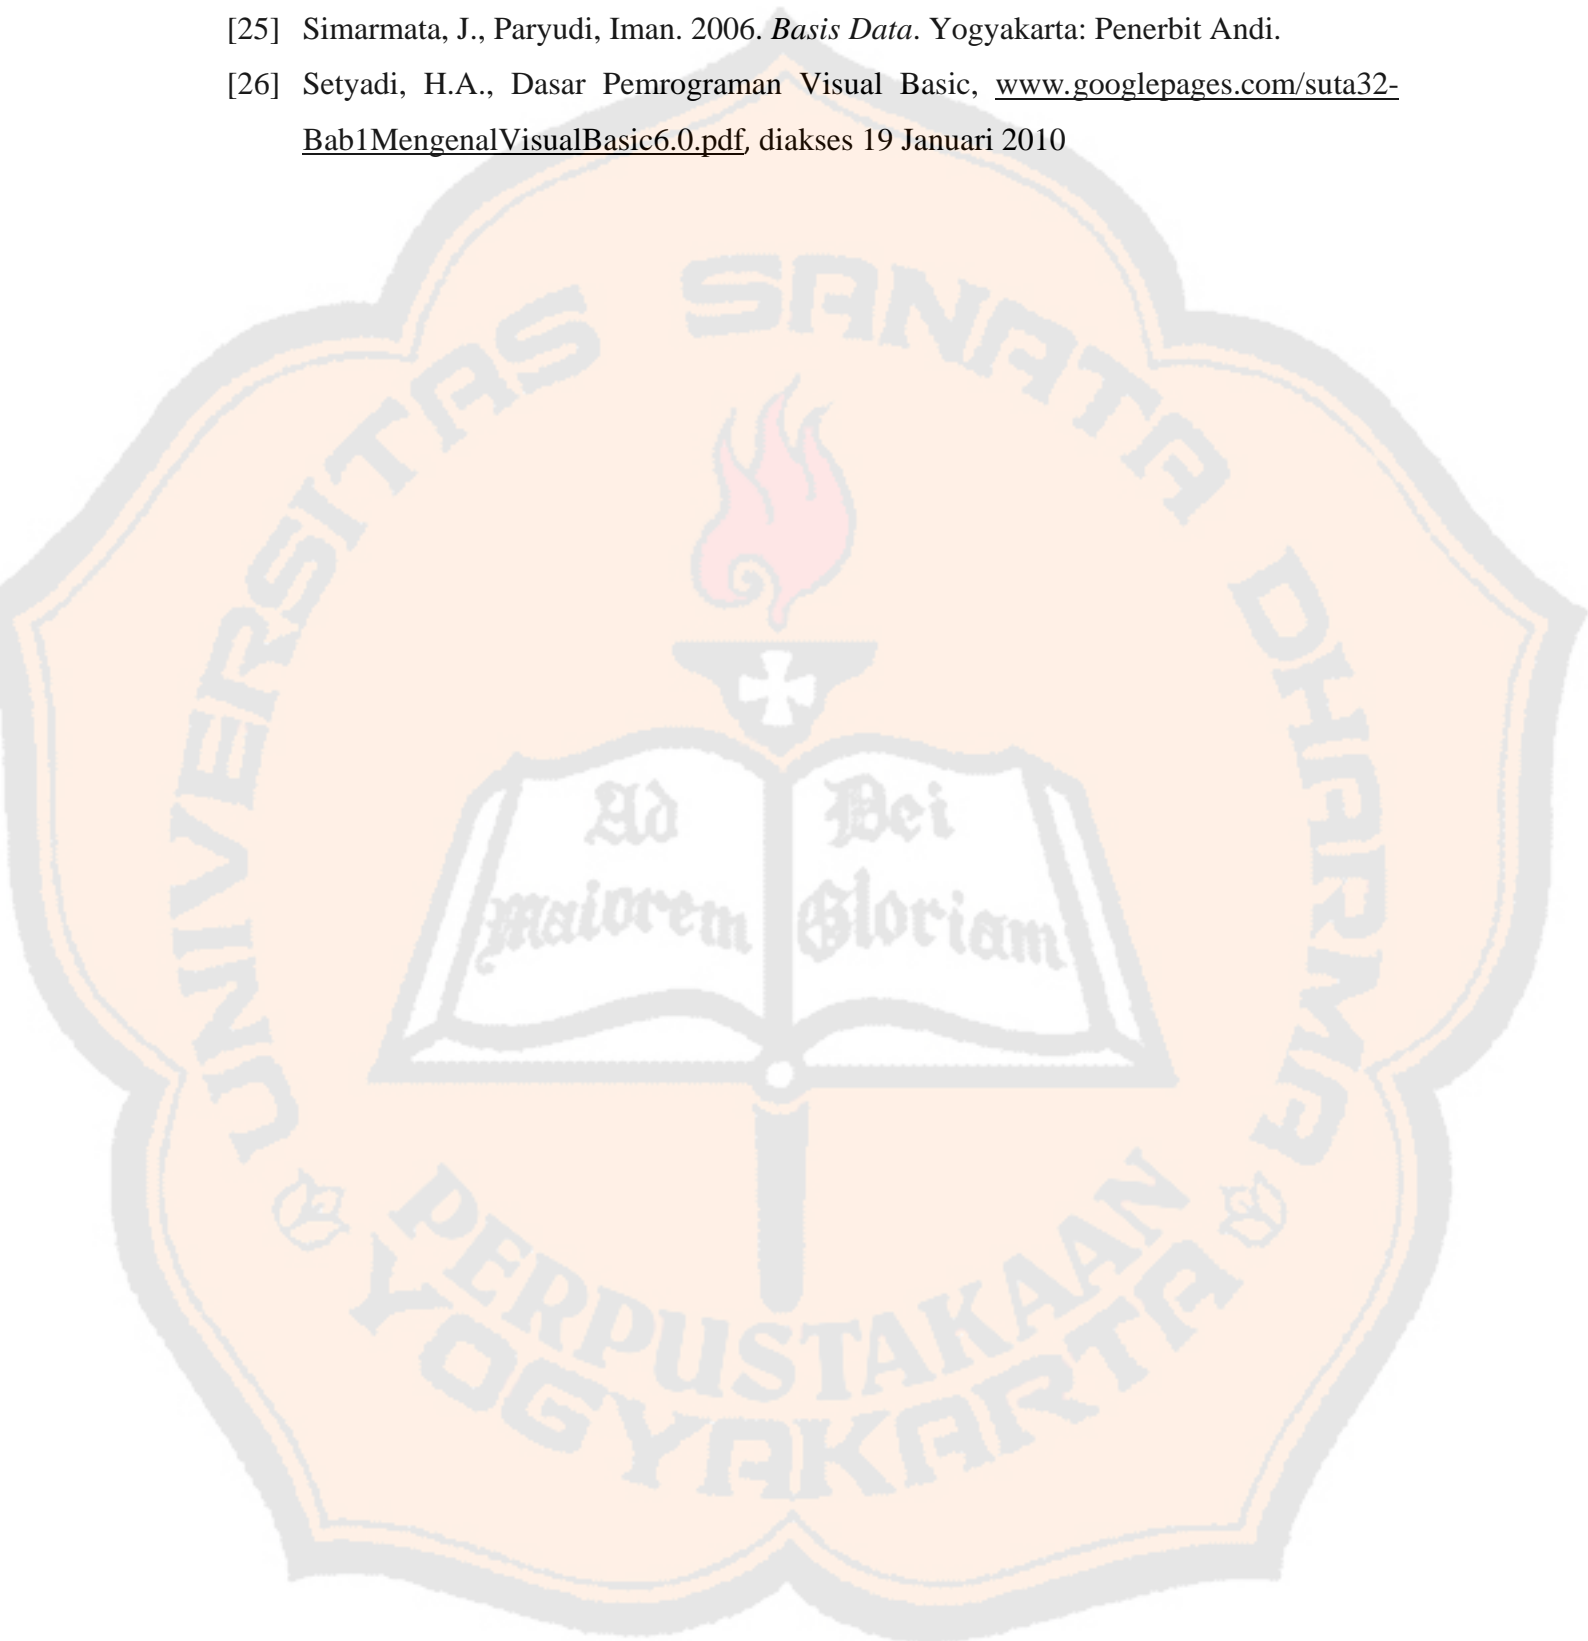 [25] Simarmata, J., Paryudi, Iman. 2006. Basis Data. Yogyakarta: Penerbit Andi.
[26] Setyadi, H.A., Dasar Pemrograman Visual Basic, www.googlepages.com/suta32-
Bab1MengenalVisualBasic6.0.pdf, diakses 19 Januari 2010
UNIVERSITAS SANATA DHARMA
Ad Dei
maiorem Gloriam
PERPUSTAKAAN
YOGYAKARTA